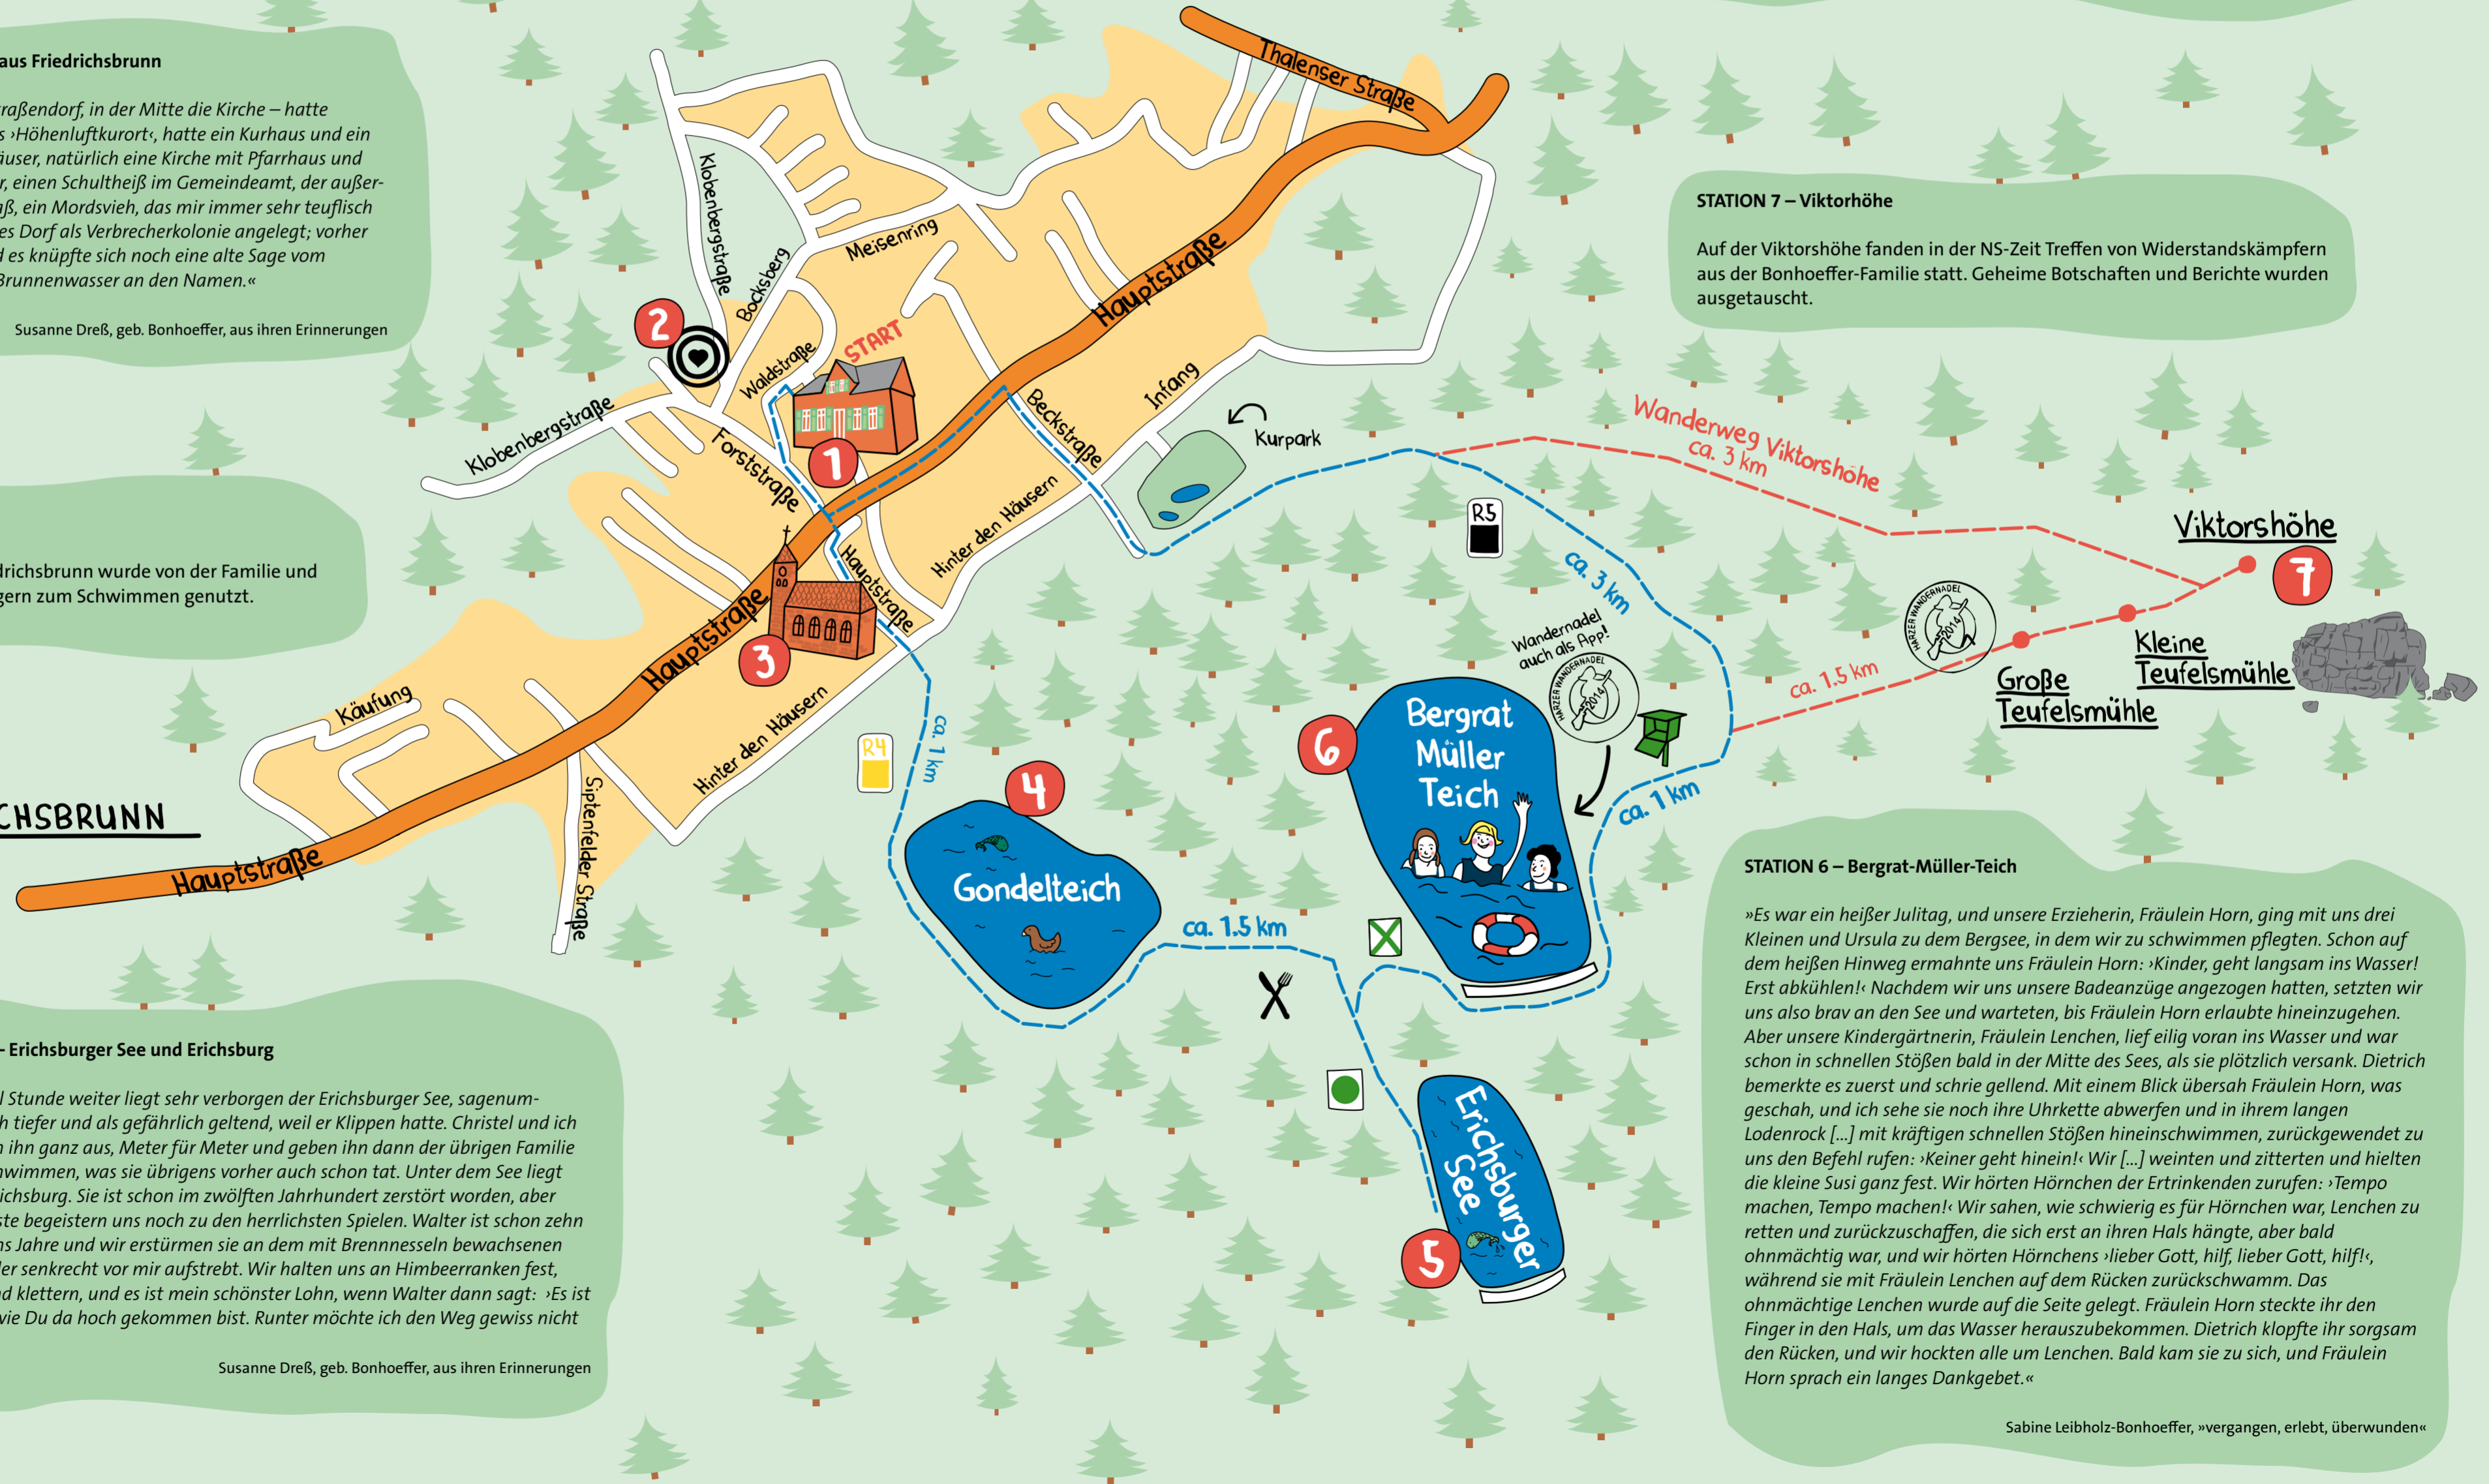 aus Friedrichsbrunn
raßendorf, in der Mitte die Kirche – hatte
s ›Höhenluftkurort‹, hatte ein Kurhaus und ein
äuser, natürlich eine Kirche mit Pfarrhaus und
r, einen Schultheiß im Gemeindeamt, der außer-
aß, ein Mordsvieh, das mir immer sehr teuflisch
es Dorf als Verbrecherkolonie angelegt; vorher
d es knüpfte sich noch eine alte Sage vom
Brunnenwasser an den Namen.«
Susanne Dreß, geb. Bonhoeffer, aus ihren Erinnerungen
drichsbrunn wurde von der Familie und
gern zum Schwimmen genutzt.
CHSBRUNN
- Erichsburger See und Erichsburg
l Stunde weiter liegt sehr verborgen der Erichsburger See, sagenum-
h tiefer und als gefährlich geltend, weil er Klippen hatte. Christel und ich
n ihn ganz aus, Meter für Meter und geben ihn dann der übrigen Familie
hwimmen, was sie übrigens vorher auch schon tat. Unter dem See liegt
ichsburg. Sie ist schon im zwölften Jahrhundert zerstört worden, aber
ste begeistern uns noch zu den herrlichsten Spielen. Walter ist schon zehn
ns Jahre und wir erstürmen sie an dem mit Brennnesseln bewachsenen
der senkrecht vor mir aufstrebt. Wir halten uns an Himbeerranken fest,
nd klettern, und es ist mein schönster Lohn, wenn Walter dann sagt: ›Es ist
wie Du da hoch gekommen bist. Runter möchte ich den Weg gewiss nicht
Susanne Dreß, geb. Bonhoeffer, aus ihren Erinnerungen
Thalenser Straße
Klobenbergstraße
Bocksberg
Meisenring
Hauptstraße
2
START
Waldstraße
Klobenbergstraße
Forststraße
1
Beckstraße
Infang
Kurpark
Hinter den Häusern
Hauptstraße
Hauptstraße
3
Käufung
Hinter den Häusern
Siptenfelder Straße
Hauptstraße
R4
ca. 1 km
4
Gondelteich
ca. 1.5 km
R5
ca. 3 km
Wandernadel
auch als App!
HARZER WANDERNADEL
2014
6
Bergrat
Müller
Teich
ca. 1 km
5
Erichsburger
See
Wanderweg Viktorshöhe
ca. 3 km
ca. 1.5 km
HARZER WANDERNADEL
2014
Viktorshöhe
7
Kleine
Teufelsmühle
Große
Teufelsmühle
STATION 7 – Viktorhöhe
Auf der Viktorshöhe fanden in der NS-Zeit Treffen von Widerstandskämpfern
aus der Bonhoeffer-Familie statt. Geheime Botschaften und Berichte wurden
ausgetauscht.
STATION 6 – Bergrat-Müller-Teich
»Es war ein heißer Julitag, und unsere Erzieherin, Fräulein Horn, ging mit uns drei
Kleinen und Ursula zu dem Bergsee, in dem wir zu schwimmen pflegten. Schon auf
dem heißen Hinweg ermahnte uns Fräulein Horn: ›Kinder, geht langsam ins Wasser!
Erst abkühlen!‹ Nachdem wir uns unsere Badeanzüge angezogen hatten, setzten wir
uns also brav an den See und warteten, bis Fräulein Horn erlaubte hineinzugehen.
Aber unsere Kindergärtnerin, Fräulein Lenchen, lief eilig voran ins Wasser und war
schon in schnellen Stößen bald in der Mitte des Sees, als sie plötzlich versank. Dietrich
bemerkte es zuerst und schrie gellend. Mit einem Blick übersah Fräulein Horn, was
geschah, und ich sehe sie noch ihre Uhrkette abwerfen und in ihrem langen
Lodenrock [...] mit kräftigen schnellen Stößen hineinschwimmen, zurückgewendet zu
uns den Befehl rufen: ›Keiner geht hinein!‹ Wir [...] weinten und zitterten und hielten
die kleine Susi ganz fest. Wir hörten Hörnchen der Ertrinkenden zurufen: ›Tempo
machen, Tempo machen!‹ Wir sahen, wie schwierig es für Hörnchen war, Lenchen zu
retten und zurückzuschaffen, die sich erst an ihren Hals hängte, aber bald
ohnmächtig war, und wir hörten Hörnchens ›lieber Gott, hilf, lieber Gott, hilf!‹,
während sie mit Fräulein Lenchen auf dem Rücken zurückschwamm. Das
ohnmächtige Lenchen wurde auf die Seite gelegt. Fräulein Horn steckte ihr den
Finger in den Hals, um das Wasser herauszubekommen. Dietrich klopfte ihr sorgsam
den Rücken, und wir hockten alle um Lenchen. Bald kam sie zu sich, und Fräulein
Horn sprach ein langes Dankgebet.«
Sabine Leibholz-Bonhoeffer, »vergangen, erlebt, überwunden«